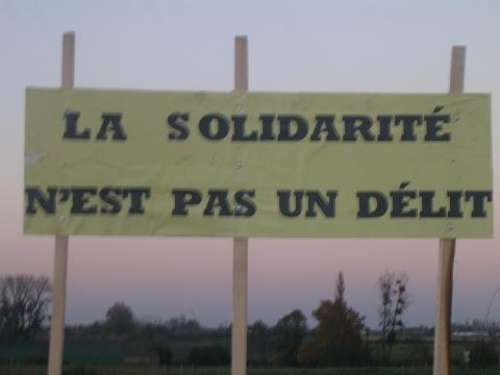 LA SOLIDARITÉ
N'EST PAS UN DÉLIT